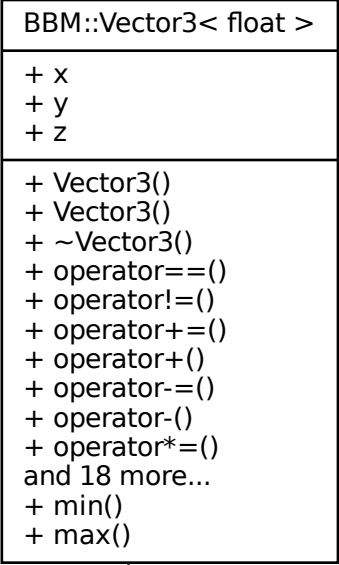 BBM::Vector3< float >
+ x
+ y
+ z
+ Vector3()
+ Vector3()
+ ~Vector3()
+ operator==()
+ operator!=()
+ operator+=()
+ operator+()
+ operator-=()
+ operator-()
+ operator*=()
and 18 more...
+ min()
+ max()